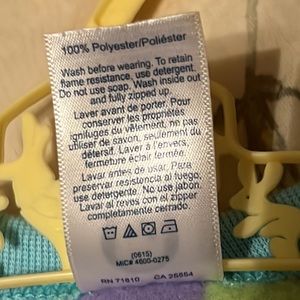 100% Polyester/Poliéster
Wash before wearing. To retain
flame resistance, use detergent.
Do not use soap. Wash inside out
and fully zipped up.
Laver avant de porter. Pour
conserver les propriétés
ignifuges du vêtement, ne pas
utiliser de savon, seulement du
détersif. Laver à l'envers,
fermeture éclair fermée.
Lavar antes de usar. Para
preservar resistencia al fuego,
use detergente. No use jabon.
Lavar al revez con el zipper
completamente cerrado.
(0615)
MIC# 4600-0275
RN 71810 CA 25654